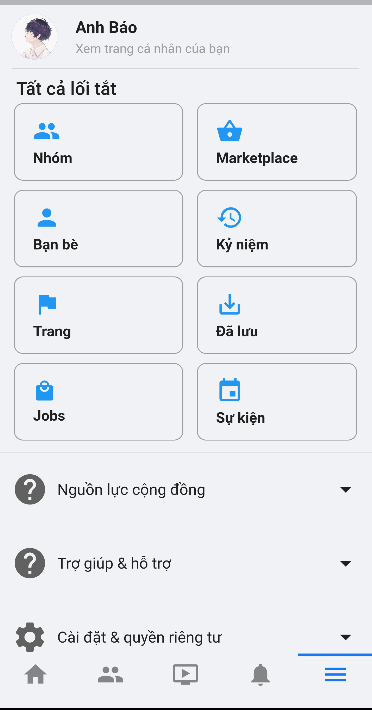 Anh Báo
Xem trang cá nhân của bạn
Tất cả lối tắt
Nhóm
Marketplace
Bạn bè
Kỷ niệm
Trang
Đã lưu
Jobs
Sự kiện
Nguồn lực cộng đồng
Trợ giúp & hỗ trợ
Cài đặt & quyền riêng tư